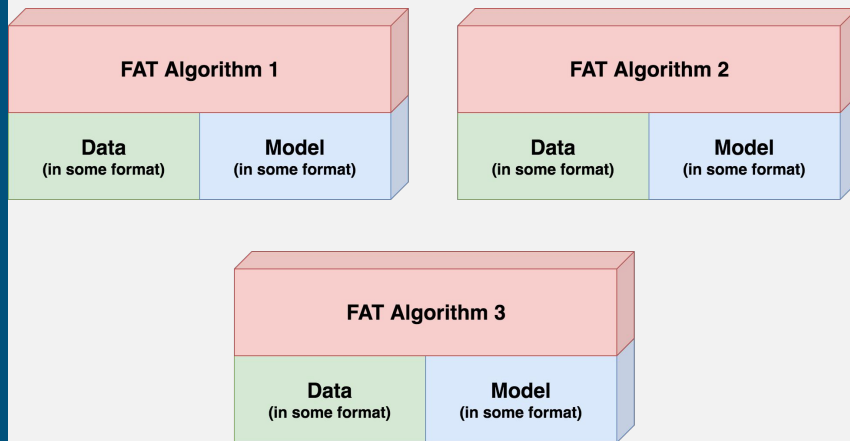 FAT Algorithm 1
FAT Algorithm 2
Data
(in some format)
Model
(in some format)
Data
(in some format)
Model
(in some format)
FAT Algorithm 3
Data
(in some format)
Model
(in some format)